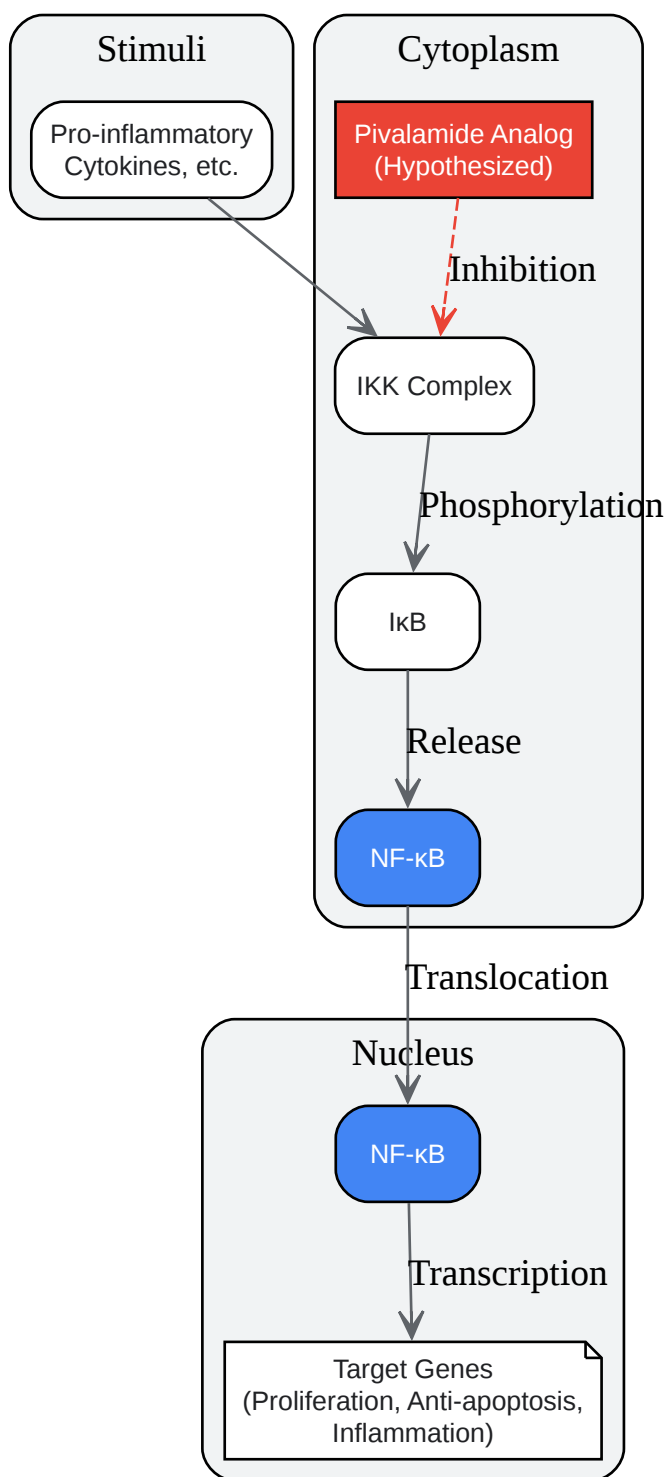 Stimuli
Pro-inflammatory
Cytokines, etc.
Cytoplasm
Pivalamide Analog
(Hypothesized)
Inhibition
IKK Complex
Phosphorylation
IκB
Release
NF-κB
Translocation
Nucleus
NF-κB
Transcription
Target Genes
(Proliferation, Anti-apoptosis,
Inflammation)